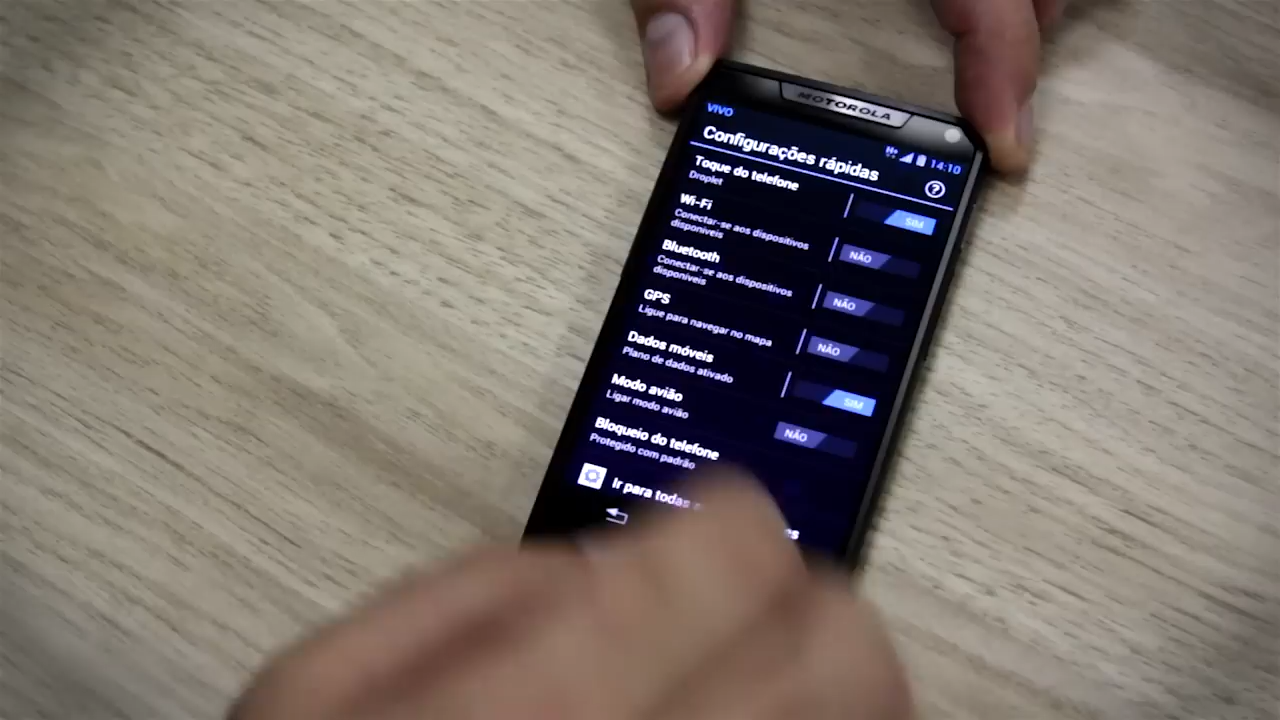 MOTOROLA
VIVO
H+
14:10
Configurações rápidas
?
Toque do telefone
Droplet
SIM
Wi-Fi
Conectar-se aos dispositivos
disponíveis
NÃO
Bluetooth
Conectar-se aos dispositivos
disponíveis
NÃO
GPS
Ligue para navegar no mapa
NÃO
Dados móveis
Plano de dados ativado
SIM
Modo avião
Ligar modo avião
NÃO
Bloqueio do telefone
Protegido com padrão
Ir para todas